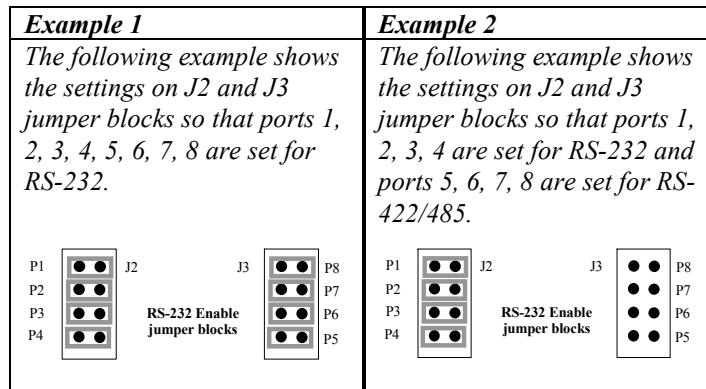 Example 1
The following example shows
the settings on J2 and J3
jumper blocks so that ports 1,
2, 3, 4, 5, 6, 7, 8 are set for
RS-232.
P1 J2 J3 P8
P2 P7
P3 RS-232 Enable P6
P4 jumper blocks P5
Example 2
The following example shows
the settings on J2 and J3
jumper blocks so that ports 1,
2, 3, 4 are set for RS-232 and
ports 5, 6, 7, 8 are set for RS-
422/485.
P1 J2 J3 P8
P2 P7
P3 RS-232 Enable P6
P4 jumper blocks P5